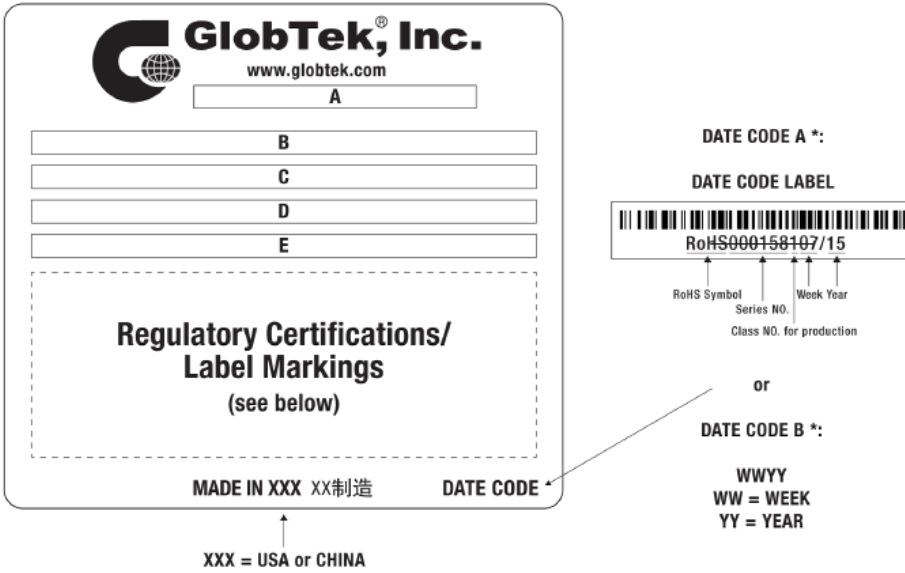 GlobTek,® Inc.
www.globtek.com
A
B
C
D
E
Regulatory Certifications/
Label Markings
(see below)
MADE IN XXX XX制造
DATE CODE
XXX = USA or CHINA
DATE CODE A *:
DATE CODE LABEL
RoHS000158107/15
RoHS Symbol
Series NO.
Week Year
Class NO. for production
or
DATE CODE B *:
WWYY
WW = WEEK
YY = YEAR